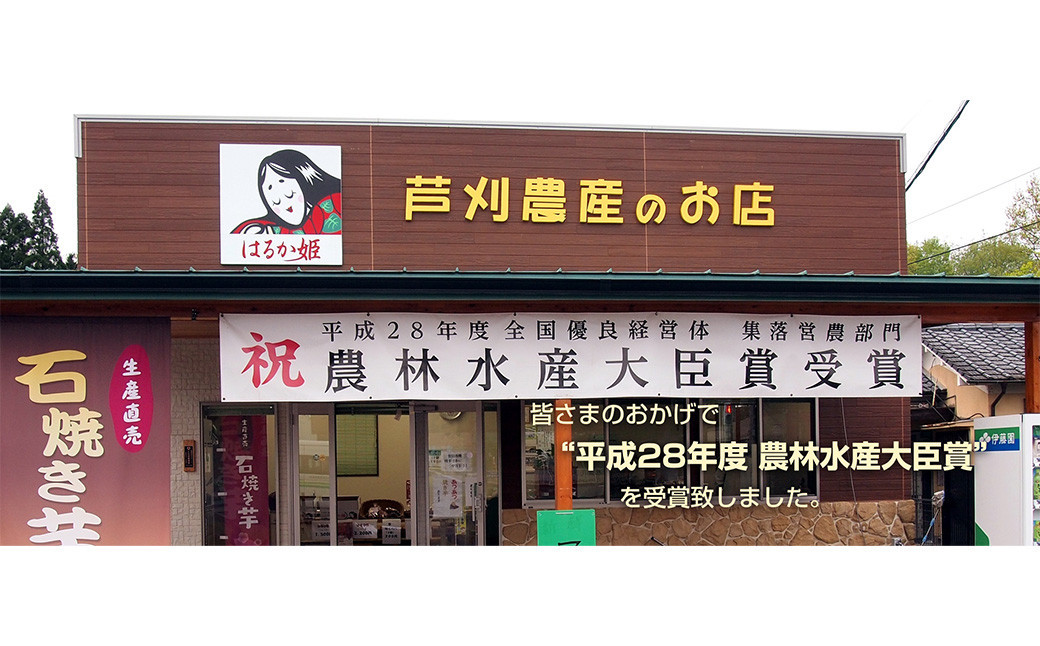 芦刈農産のお店
はるか姫
平成28年度 全国優良経営体 集落営農部門
祝 農林水産大臣賞受賞
石焼き芋
生産直売
皆さまのおかげで
“平成28年度 農林水産大臣賞”
を受賞致しました。
石焼き芋
伊藤園